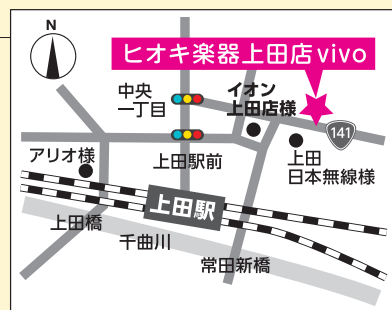 N
ヒオキ楽器上田店vivo
中央
一丁目
イオン
上田店様
141
アリオ様
上田駅前
上田
日本無線様
上田駅
上田橋
千曲川
常田新橋